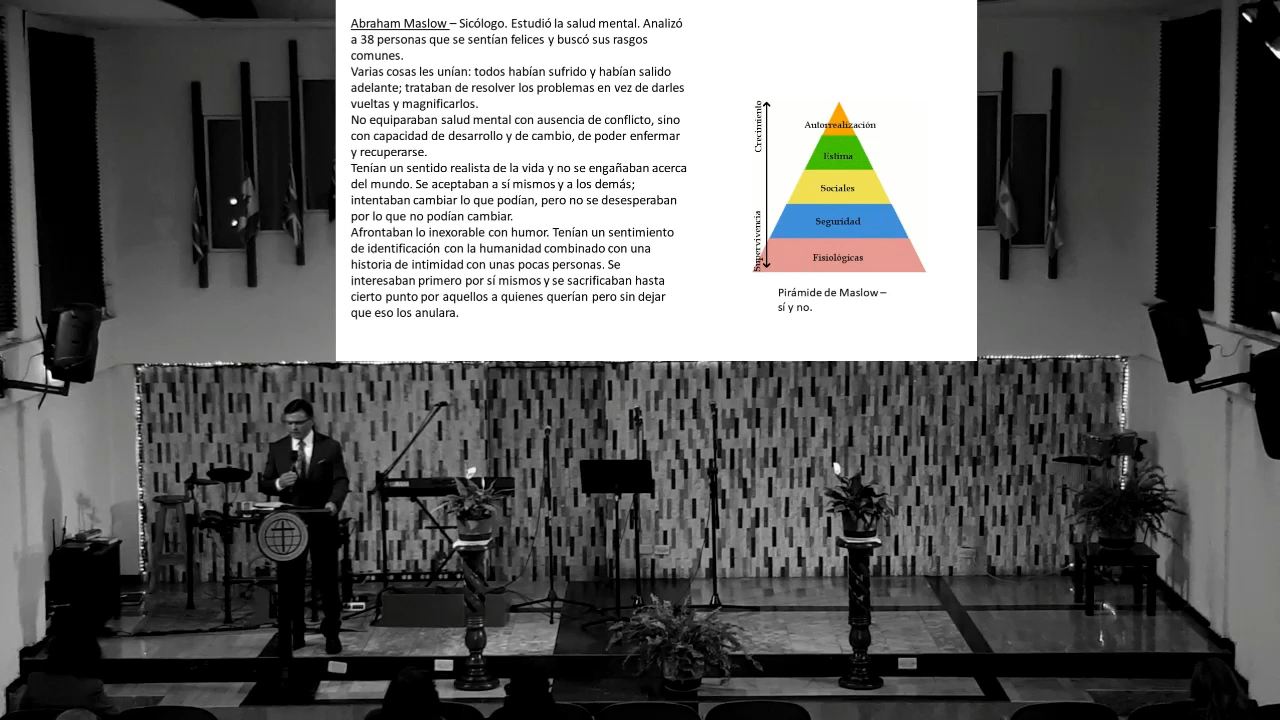 Abraham Maslow – Sicólogo. Estudió la salud mental. Analizó
a 38 personas que se sentían felices y buscó sus rasgos
comunes.
Varias cosas les unían: todos habían sufrido y habían salido
adelante; trataban de resolver los problemas en vez de darles
vueltas y magnificarlos.
No equiparaban salud mental con ausencia de conflicto, sino
con capacidad de desarrollo y de cambio, de poder enfermar
y recuperarse.
Tenían un sentido realista de la vida y no se engañaban acerca
del mundo. Se aceptaban a sí mismos y a los demás;
intentaban cambiar lo que podían, pero no se desesperaban
por lo que no podían cambiar.
Afrontaban lo inexorable con humor. Tenían un sentimiento
de identificación con la humanidad combinado con una
historia de intimidad con unas pocas personas. Se
interesaban primero por sí mismos y se sacrificaban hasta
cierto punto por aquellos a quienes querían pero sin dejar
que eso los anulara.
Crecimiento
Supervivencia
Autorrealización
Estima
Sociales
Seguridad
Fisiológicas
Pirámide de Maslow –
sí y no.